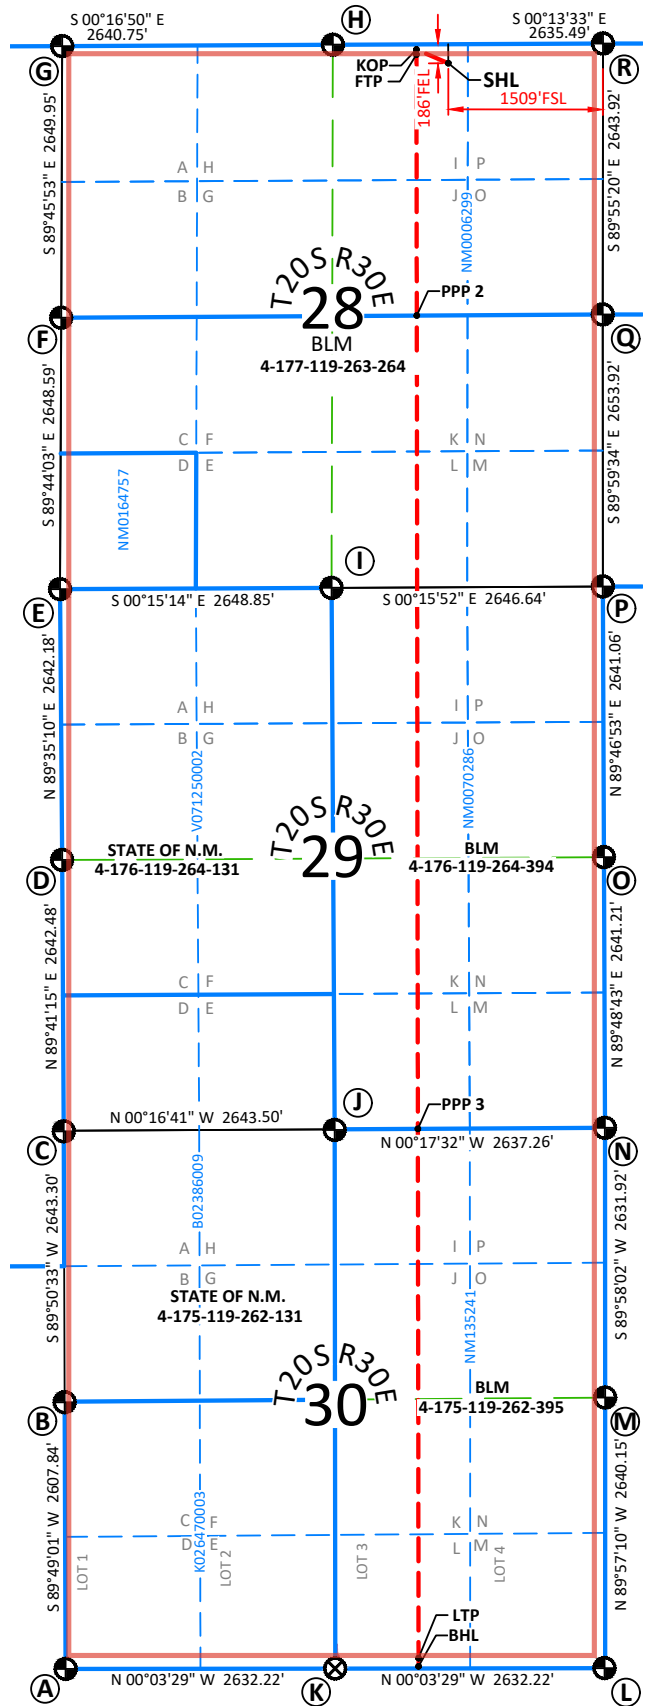 S 00°16'50" E
2640.75'
H
S 00°13'33" E
2635.49'
G
R
KOP
FTP
SHL
186'FEL
1509'FSL
S 89°45'53" E 2649.95'
S 89°55'20" E 2643.92'
A H
B G
I P
J O
NM0006299
T20S R30E
28
BLM
4-177-119-263-264
PPP 2
F
Q
S 89°44'03" E 2648.59'
S 89°59'34" E 2653.92'
C F
D E
K N
L M
NM0164757
I
E
P
S 00°15'14" E 2648.85'
S 00°15'52" E 2646.64'
N 89°35'10" E 2642.18'
N 89°46'53" E 2641.06'
A H
B G
I P
J O
V071250002
NM0070286
T20S R30E
29
STATE OF N.M.
4-176-119-264-131
BLM
4-176-119-264-394
D
O
N 89°41'15" E 2642.48'
N 89°48'43" E 2641.21'
C F
D E
K N
L M
J
PPP 3
N 00°16'41" W 2643.50'
N 00°17'32" W 2637.26'
C
N
S 89°50'33" W 2643.30'
S 89°58'02" W 2631.92'
B02386009
A H
B G
I P
J O
STATE OF N.M.
4-175-119-262-131
NM135241
T20S R30E
30
BLM
4-175-119-262-395
B
M
S 89°49'01" W 2607.84'
N 89°57'10" W 2640.15'
K026470003
C F
D E
K N
L M
LOT 1
LOT 2
LOT 3
LOT 4
LTP
BHL
A
N 00°03'29" W 2632.22'
K
N 00°03'29" W 2632.22'
L